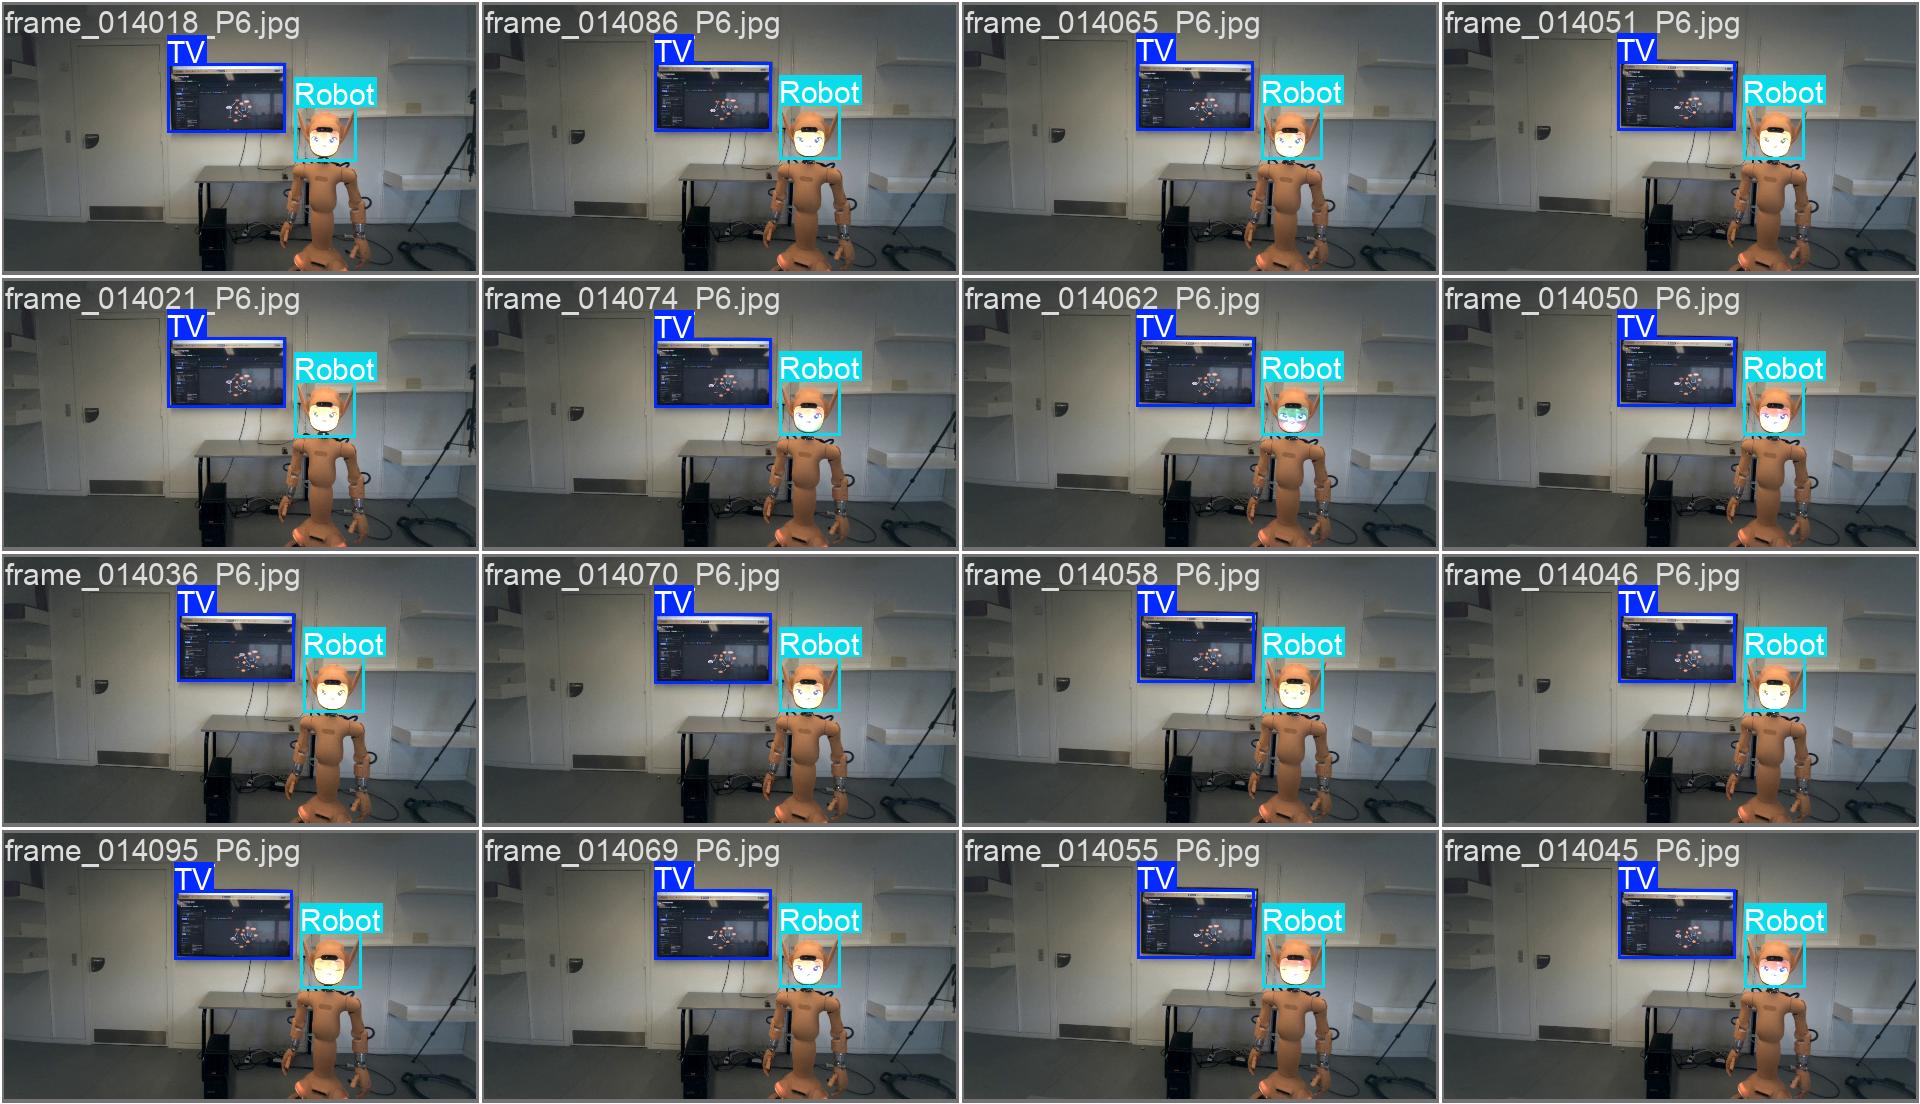 frame_014018_P6.jpg
TV
Robot
frame_014086_P6.jpg
TV
Robot
frame_014065_P6.jpg
TV
Robot
frame_014051_P6.jpg
TV
Robot
frame_014021_P6.jpg
TV
Robot
frame_014074_P6.jpg
TV
Robot
frame_014062_P6.jpg
TV
Robot
frame_014050_P6.jpg
TV
Robot
frame_014036_P6.jpg
TV
Robot
frame_014070_P6.jpg
TV
Robot
frame_014058_P6.jpg
TV
Robot
frame_014046_P6.jpg
TV
Robot
frame_014095_P6.jpg
TV
Robot
frame_014069_P6.jpg
TV
Robot
frame_014055_P6.jpg
TV
Robot
frame_014045_P6.jpg
TV
Robot